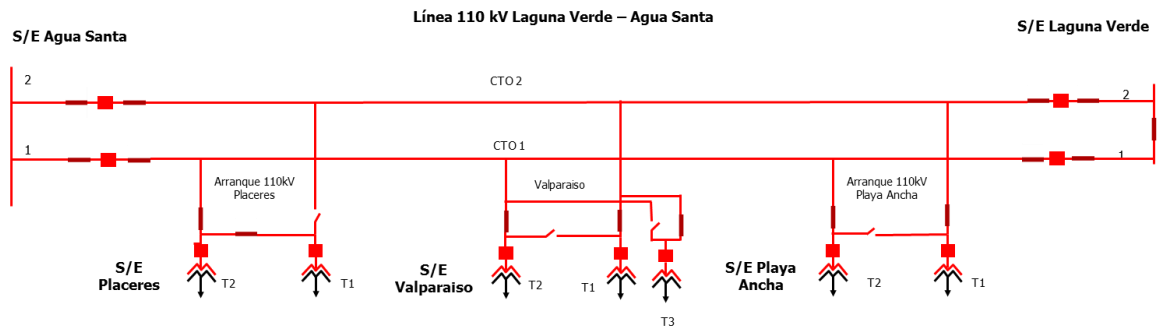 Línea 110 kV Laguna Verde – Agua Santa
S/E Agua Santa
S/E Laguna Verde
2
CTO 2
2
1
CTO 1
1
Arranque 110kV
Placeres
Valparaiso
Arranque 110kV
Playa Ancha
S/E
Placeres
T2
T1
S/E
Valparaiso
T2
T1
T3
S/E Playa
Ancha
T2
T1